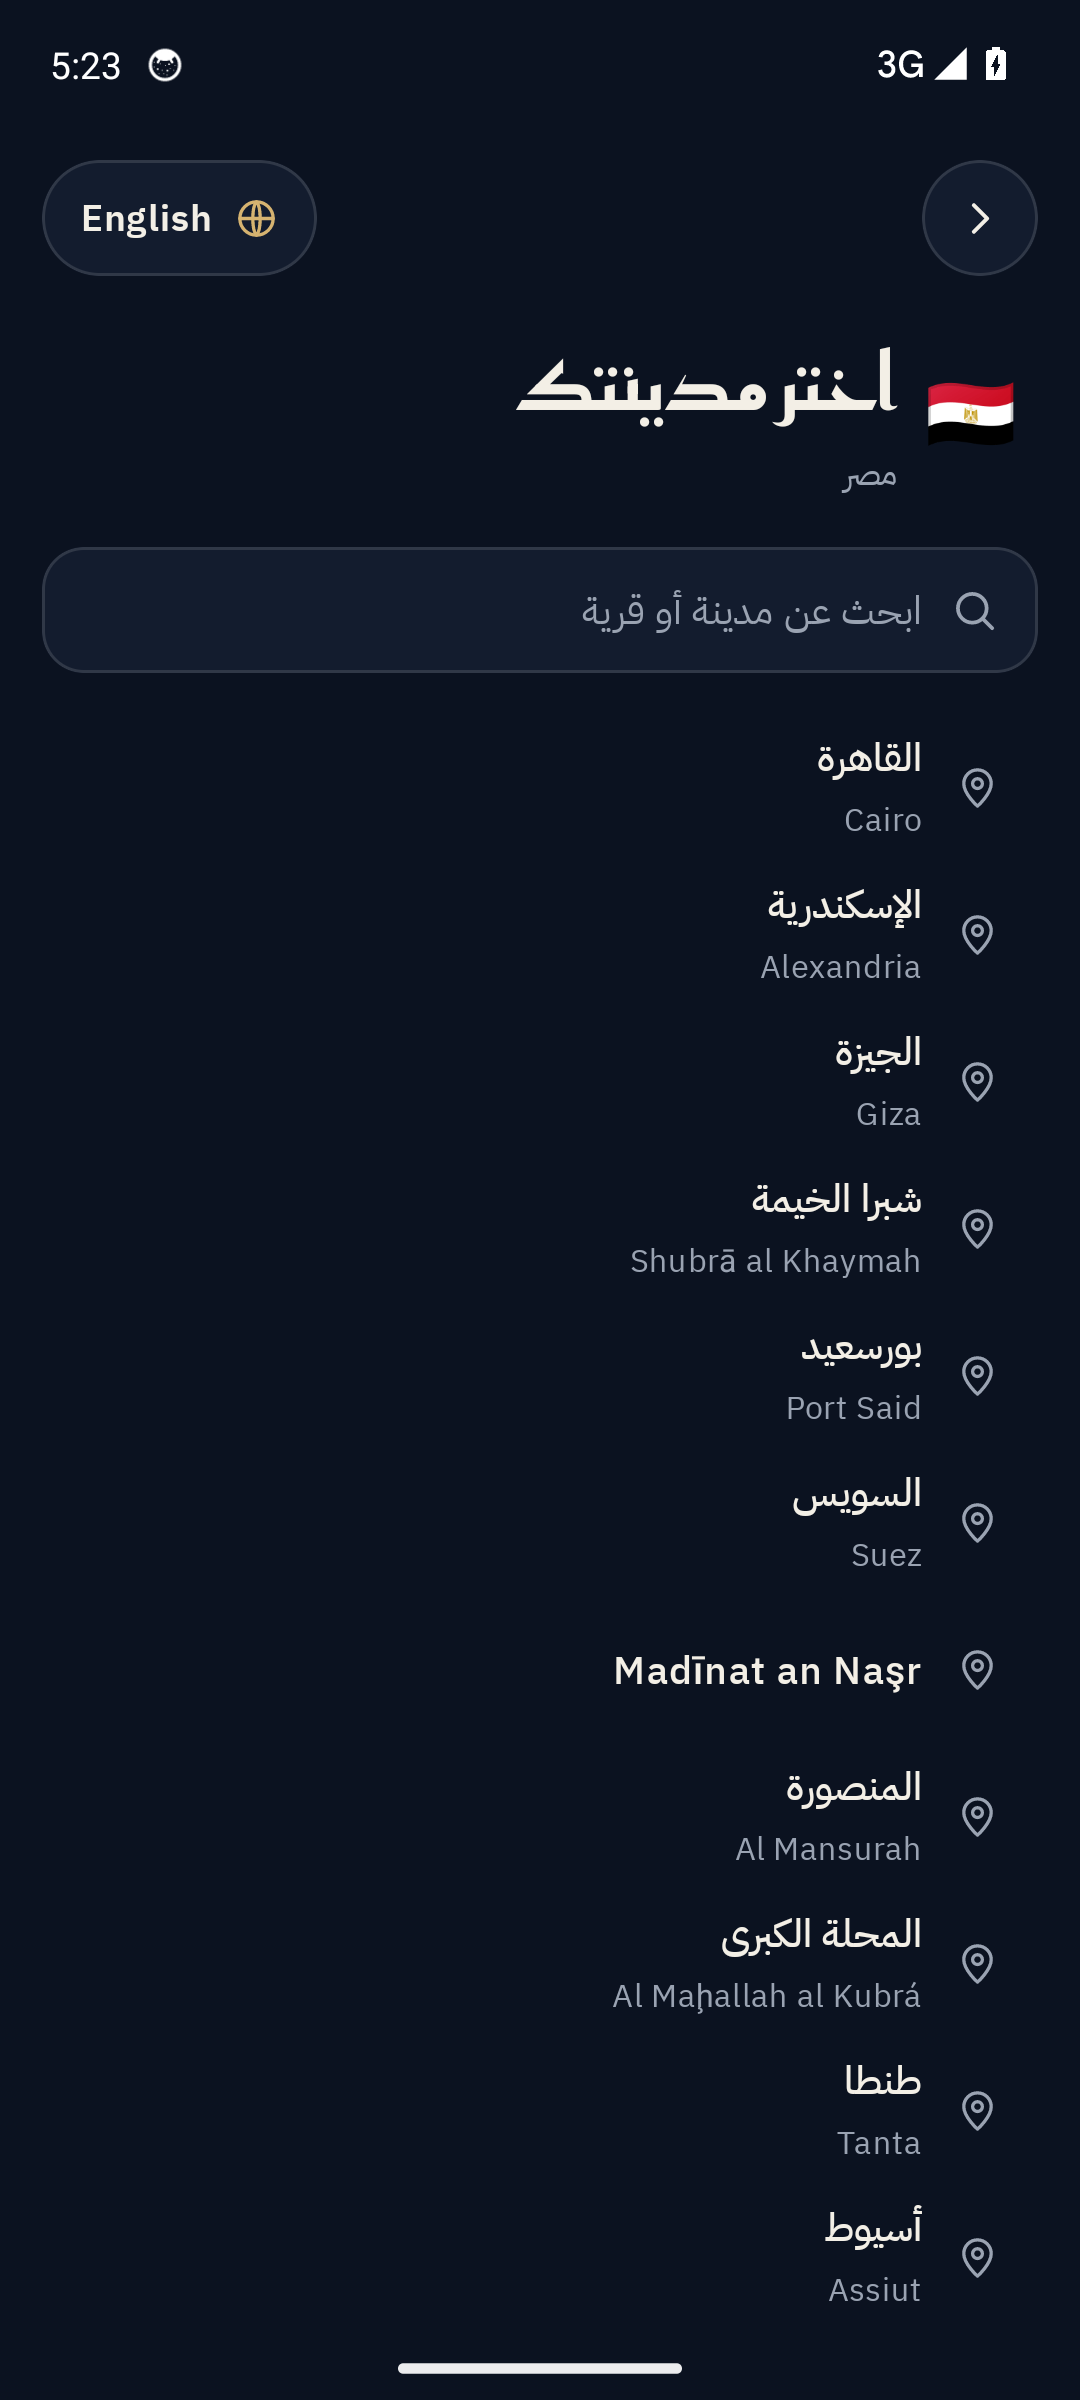 5:23
3G
English
اختر مدينتك
مصر
ابحث عن مدينة أو قرية
القاهرة
Cairo
الإسكندرية
Alexandria
الجيزة
Giza
شبرا الخيمة
Shubrā al Khaymah
بورسعيد
Port Said
السويس
Suez
Madīnat an Naşr
المنصورة
Al Mansurah
المحلة الكبرى
Al Maḩallah al Kubrá
طنطا
Tanta
أسيوط
Assiut